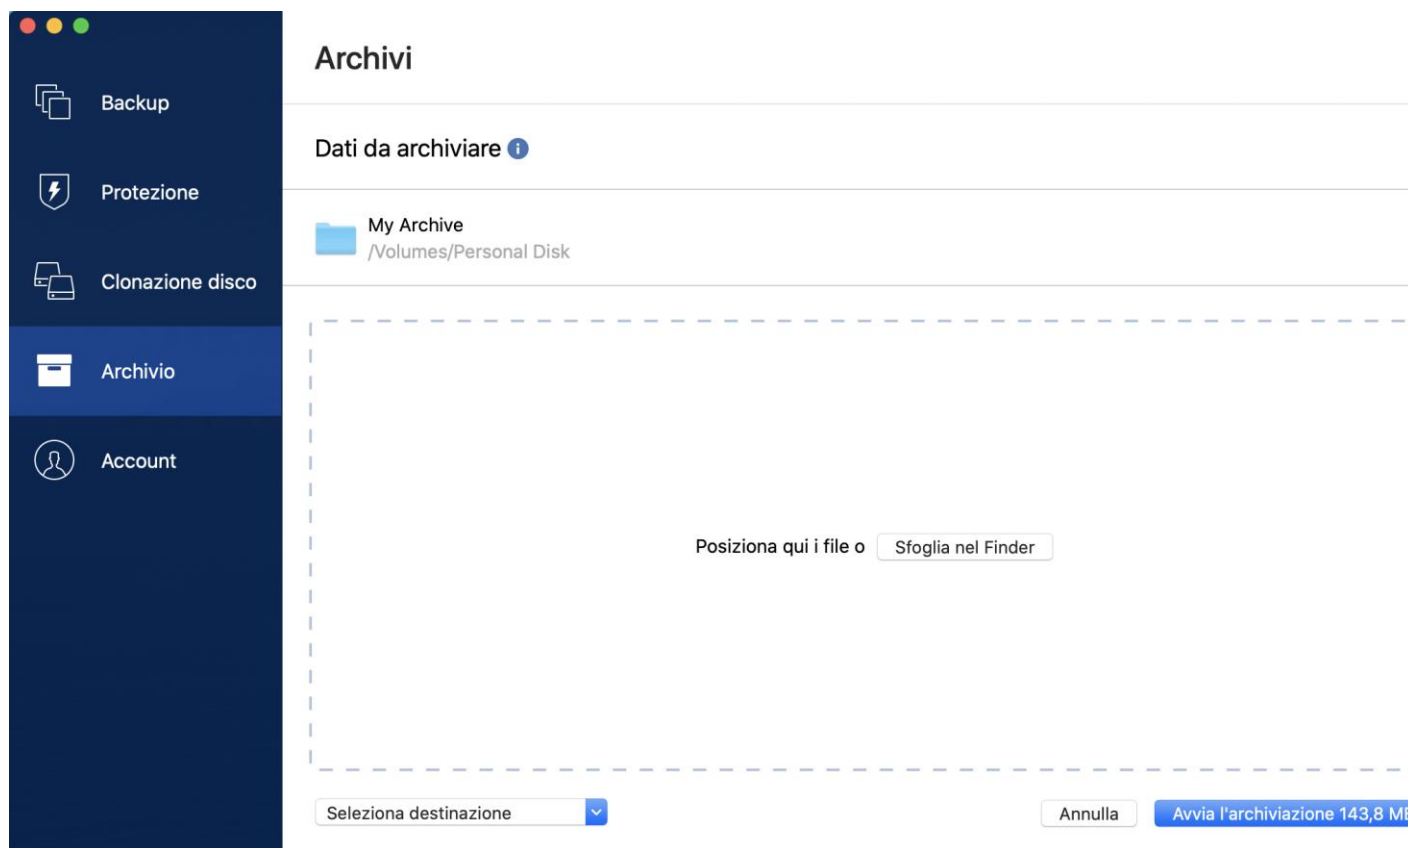 Archivi
Backup
Dati da archiviare
Protezione
My Archive
/Volumes/Personal Disk
Clonazione disco
Archivio
Account
Posiziona qui i file o Sfoglia nel Finder
Seleziona destinazione
Annulla
Avvia l'archiviazione 143,8